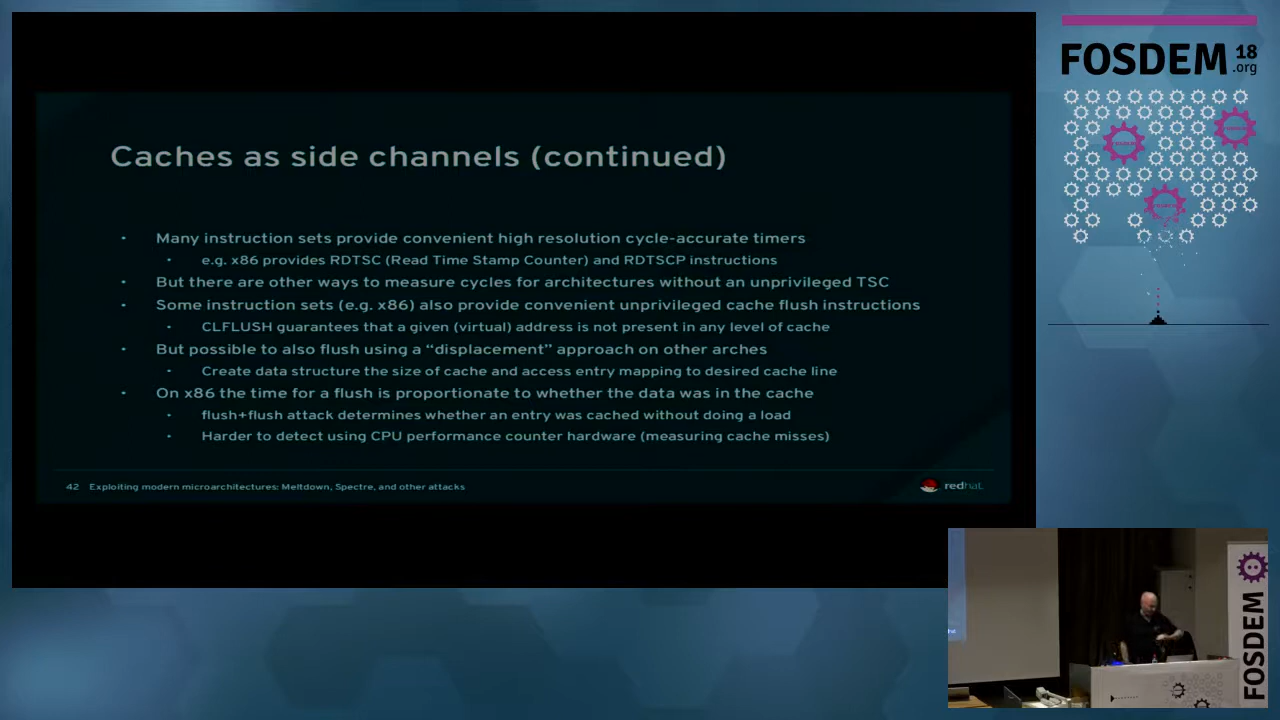 FOSDEM 18
.org
Caches as side channels (continued)
• Many instruction sets provide convenient high resolution cycle-accurate timers
• e.g. x86 provides RDTSC (Read Time Stamp Counter) and RDTSCP instructions
• But there are other ways to measure cycles for architectures without an unprivileged TSC
• Some instruction sets (e.g. x86) also provide convenient unprivileged cache flush instructions
• CLFLUSH guarantees that a given (virtual) address is not present in any level of cache
• But possible to also flush using a “displacement” approach on other arches
• Create data structure the size of cache and access entry mapping to desired cache line
• On x86 the time for a flush is proportionate to whether the data was in the cache
• flush+flush attack determines whether an entry was cached without doing a load
• Harder to detect using CPU performance counter hardware (measuring cache misses)
42 Exploiting modern microarchitectures: Meltdown, Spectre, and other attacks
redhat.
FOSDEM